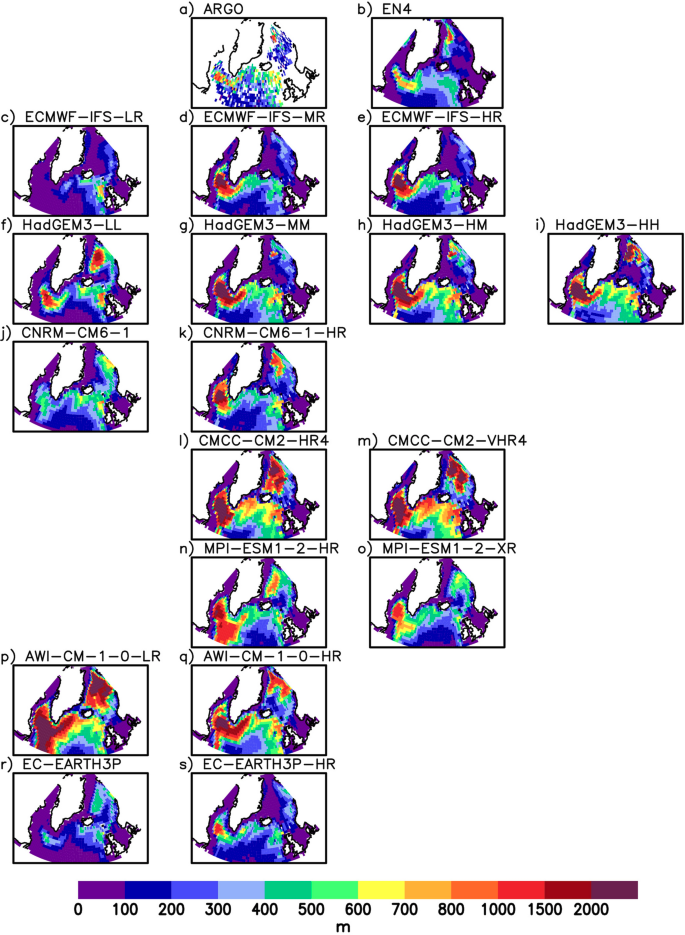 a) ARGO
b) EN4
c) ECMWF-IFS-LR
d) ECMWF-IFS-MR
e) ECMWF-IFS-HR
f) HadGEM3-LL
g) HadGEM3-MM
h) HadGEM3-HM
i) HadGEM3-HH
j) CNRM-CM6-1
k) CNRM-CM6-1-HR
l) CMCC-CM2-HR4
m) CMCC-CM2-VHR4
n) MPI-ESM1-2-HR
o) MPI-ESM1-2-XR
p) AWI-CM-1-0-LR
q) AWI-CM-1-0-HR
r) EC-EARTH3P
s) EC-EARTH3P-HR
0 100 200 300 400 500 600 700 800 1000 1500 2000
m